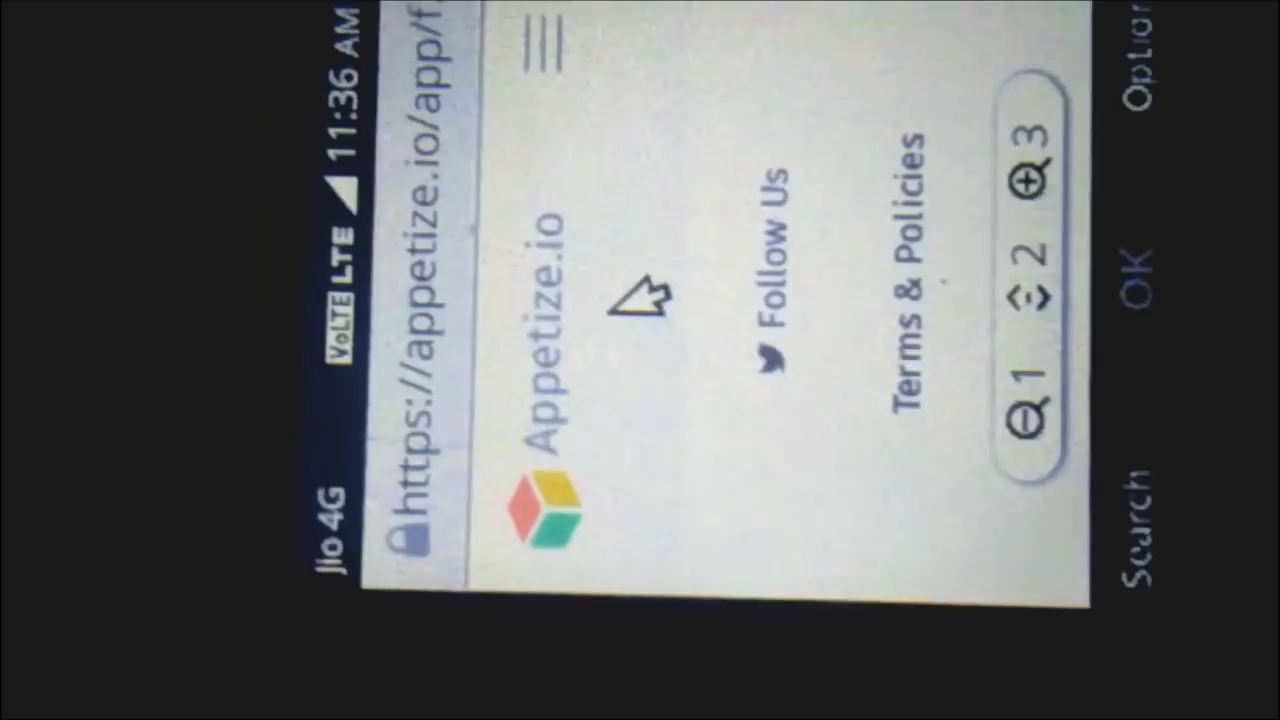 Jio 4G VoLTE LTE 11:36 AM
https://appetize.io/app/f
Appetize.io
Follow Us
Terms & Policies
1 2 3
Search OK